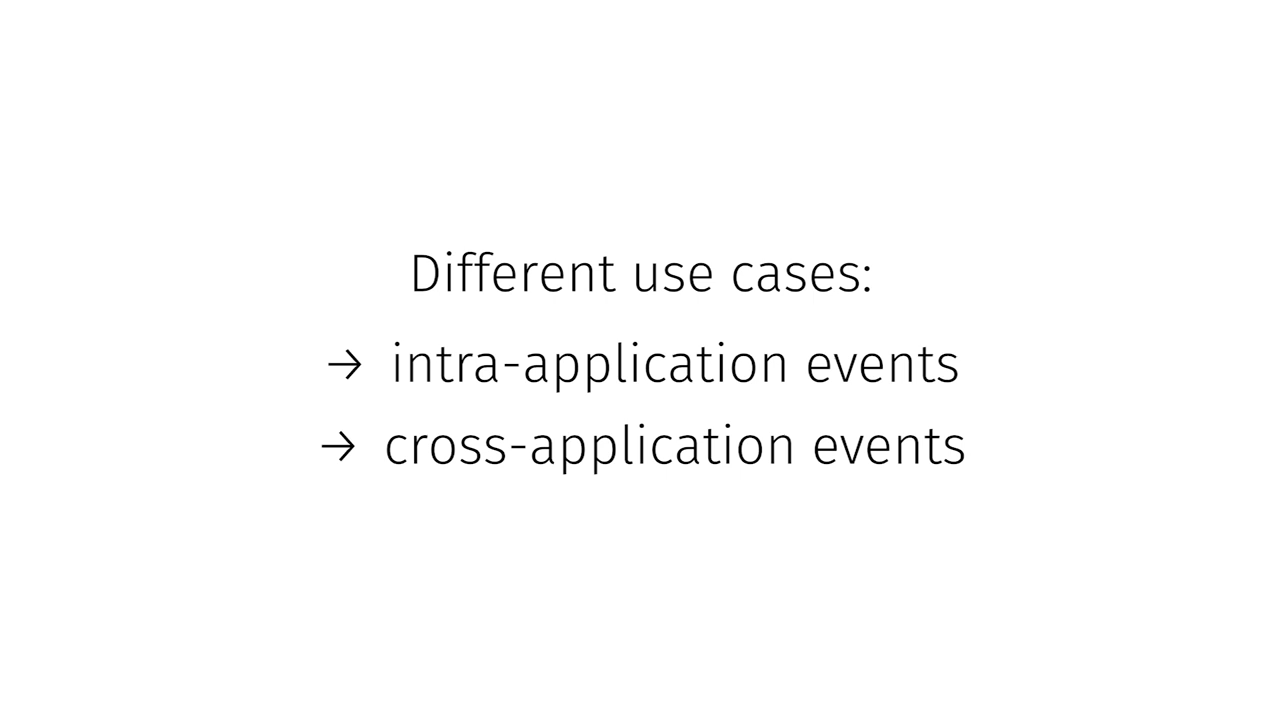 Different use cases:
→ intra-application events
→ cross-application events